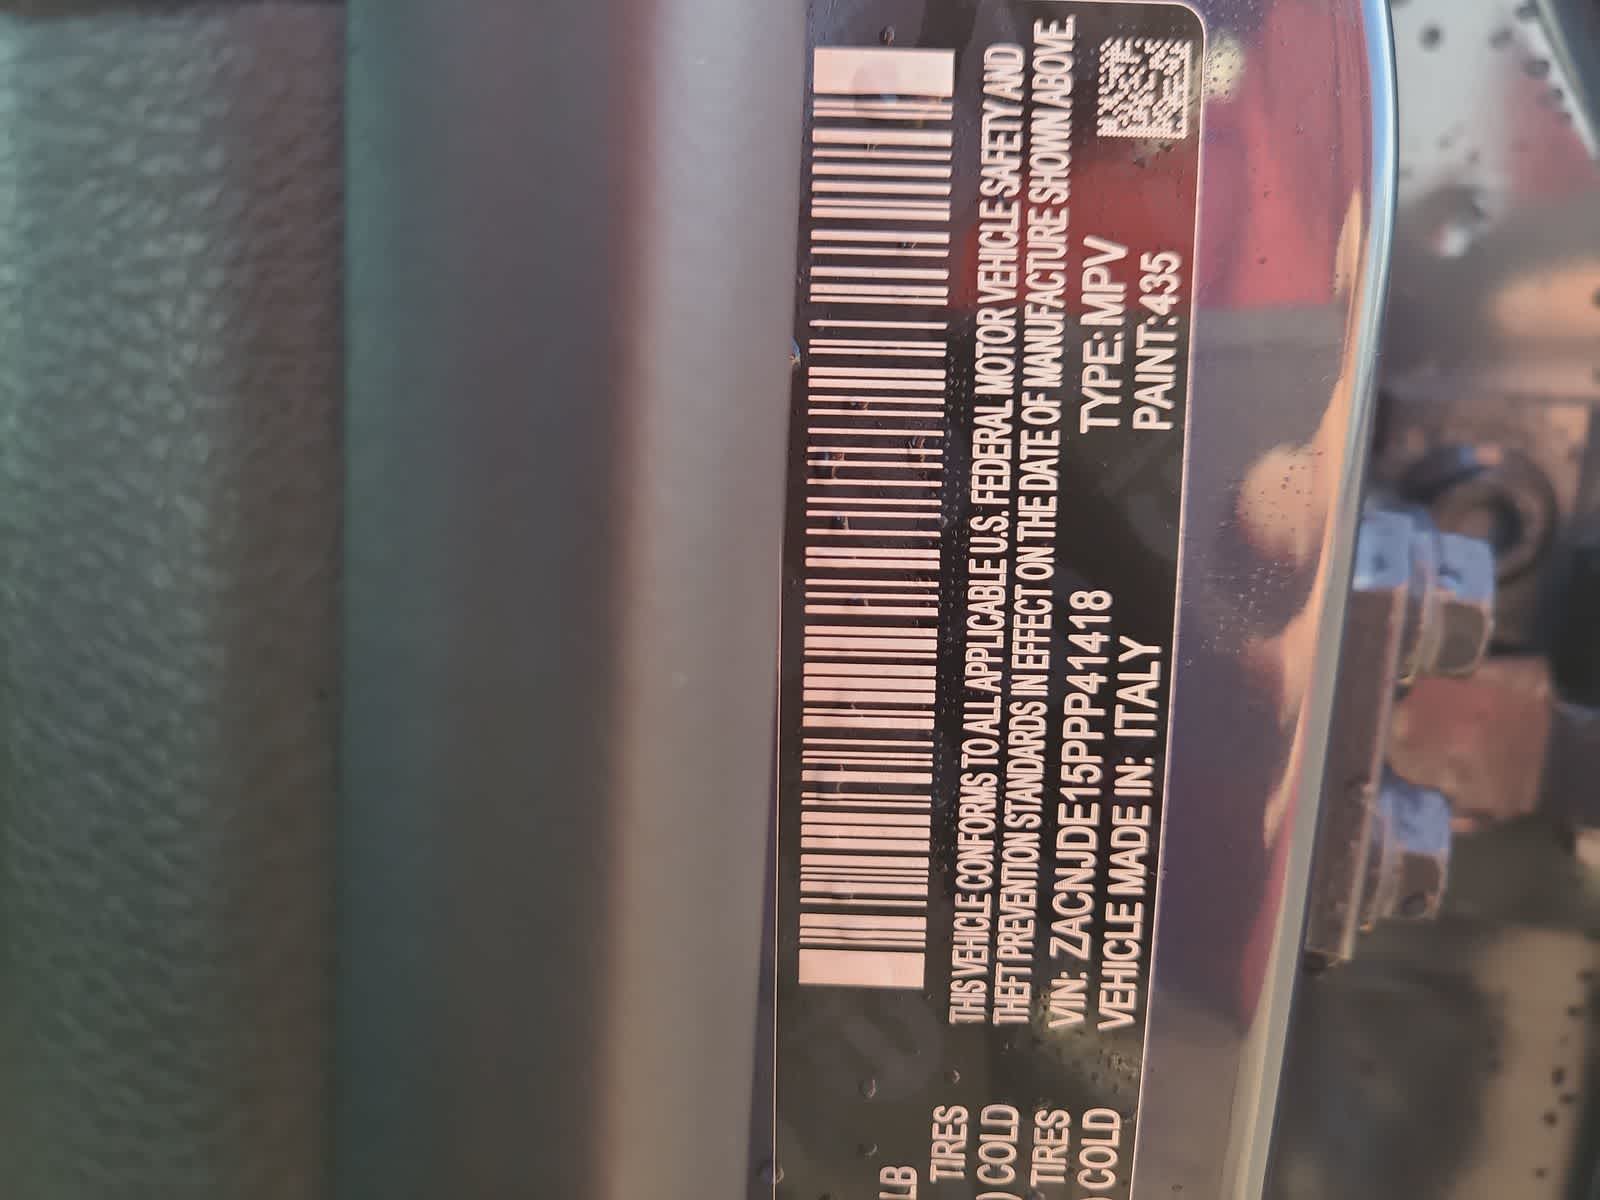 LB
TIRES
) COLD
TIRES
) COLD
THIS VEHICLE CONFORMS TO ALL APPLICABLE U.S. FEDERAL MOTOR VEHICLE SAFETY AND
THEFT PREVENTION STANDARDS IN EFFECT ON THE DATE OF MANUFACTURE SHOWN ABOVE.
VIN: ZACNJDE15PPP41418 TYPE: MPV
VEHICLE MADE IN: ITALY PAINT:435